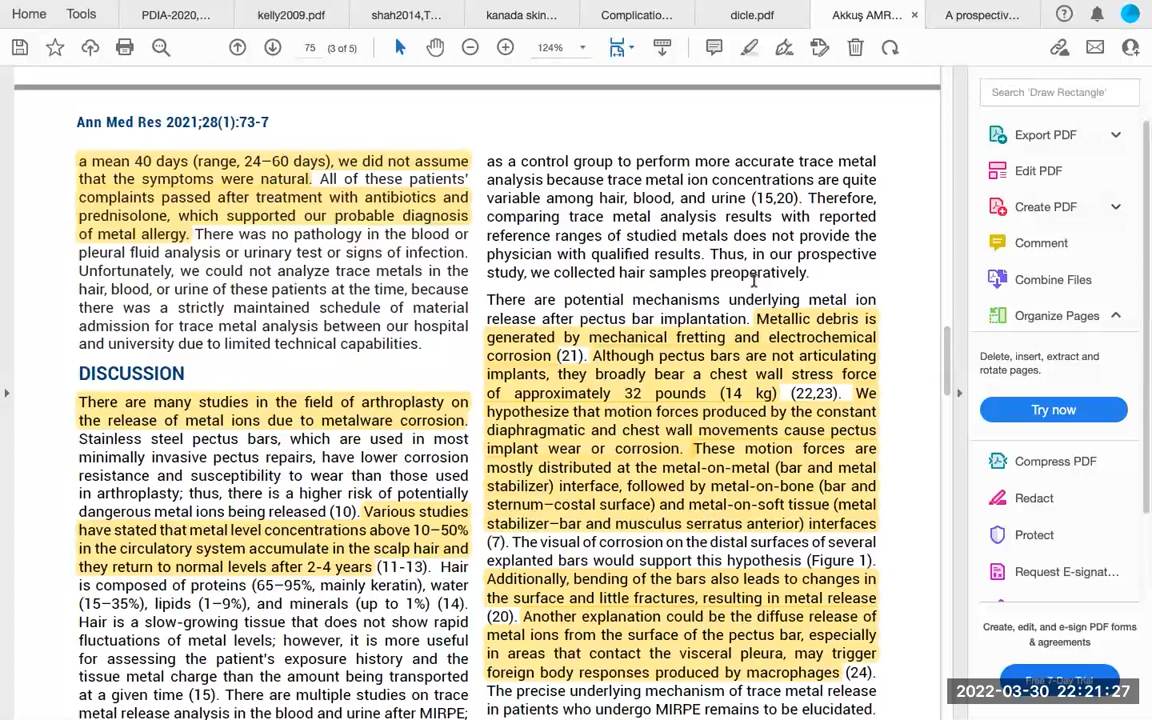 Home
Tools
PDIA-2020,...
kelly2009.pdf
shah2014,T...
kanada skin...
Complicatio...
dicle.pdf
Akkuş AMR...
A prospectiv...
75
(3 of 5)
124%
Ann Med Res 2021;28(1):73-7
a mean 40 days (range, 24–60 days), we did not assume
that the symptoms were natural. All of these patients'
complaints passed after treatment with antibiotics and
prednisolone, which supported our probable diagnosis
of metal allergy. There was no pathology in the blood or
pleural fluid analysis or urinary test or signs of infection.
Unfortunately, we could not analyze trace metals in the
hair, blood, or urine of these patients at the time, because
there was a strictly maintained schedule of material
admission for trace metal analysis between our hospital
and university due to limited technical capabilities.
DISCUSSION
There are many studies in the field of arthroplasty on
the release of metal ions due to metalware corrosion.
Stainless steel pectus bars, which are used in most
minimally invasive pectus repairs, have lower corrosion
resistance and susceptibility to wear than those used
in arthroplasty; thus, there is a higher risk of potentially
dangerous metal ions being released (10). Various studies
have stated that metal level concentrations above 10–50%
in the circulatory system accumulate in the scalp hair and
they return to normal levels after 2-4 years (11-13). Hair
is composed of proteins (65–95%, mainly keratin), water
(15–35%), lipids (1–9%), and minerals (up to 1%) (14).
Hair is a slow-growing tissue that does not show rapid
fluctuations of metal levels; however, it is more useful
for assessing the patient's exposure history and the
tissue metal charge than the amount being transported
at a given time (15). There are multiple studies on trace
metal release analysis in the blood and urine after MIRPE;
as a control group to perform more accurate trace metal
analysis because trace metal ion concentrations are quite
variable among hair, blood, and urine (15,20). Therefore,
comparing trace metal analysis results with reported
reference ranges of studied metals does not provide the
physician with qualified results. Thus, in our prospective
study, we collected hair samples preoperatively.
There are potential mechanisms underlying metal ion
release after pectus bar implantation. Metallic debris is
generated by mechanical fretting and electrochemical
corrosion (21). Although pectus bars are not articulating
implants, they broadly bear a chest wall stress force
of approximately 32 pounds (14 kg) (22,23). We
hypothesize that motion forces produced by the constant
diaphragmatic and chest wall movements cause pectus
implant wear or corrosion. These motion forces are
mostly distributed at the metal-on-metal (bar and metal
stabilizer) interface, followed by metal-on-bone (bar and
sternum–costal surface) and metal-on-soft tissue (metal
stabilizer–bar and musculus serratus anterior) interfaces
(7). The visual of corrosion on the distal surfaces of several
explanted bars would support this hypothesis (Figure 1).
Additionally, bending of the bars also leads to changes in
the surface and little fractures, resulting in metal release
(20). Another explanation could be the diffuse release of
metal ions from the surface of the pectus bar, especially
in areas that contact the visceral pleura, may trigger
foreign body responses produced by macrophages (24).
The precise underlying mechanism of trace metal release
in patients who undergo MIRPE remains to be elucidated.
Search 'Draw Rectangle'
Export PDF
Edit PDF
Create PDF
Comment
Combine Files
Organize Pages
Delete, insert, extract and
rotate pages.
Try now
Compress PDF
Redact
Protect
Request E-signat...
Create, edit, and e-sign PDF forms
& agreements
Free 7-Day Trial
2022-03-30 22:21:27